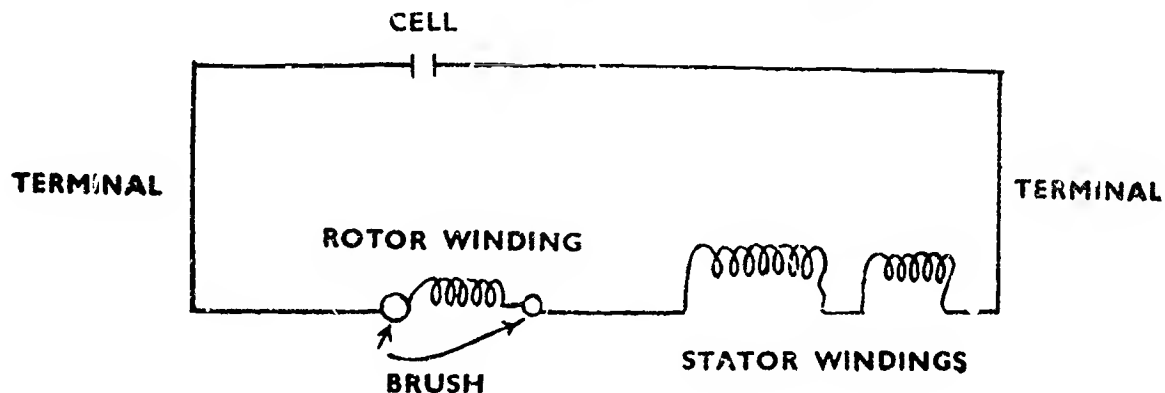 CELL
TERMINAL
TERMINAL
ROTOR WINDING
STATOR WINDINGS
BRUSH